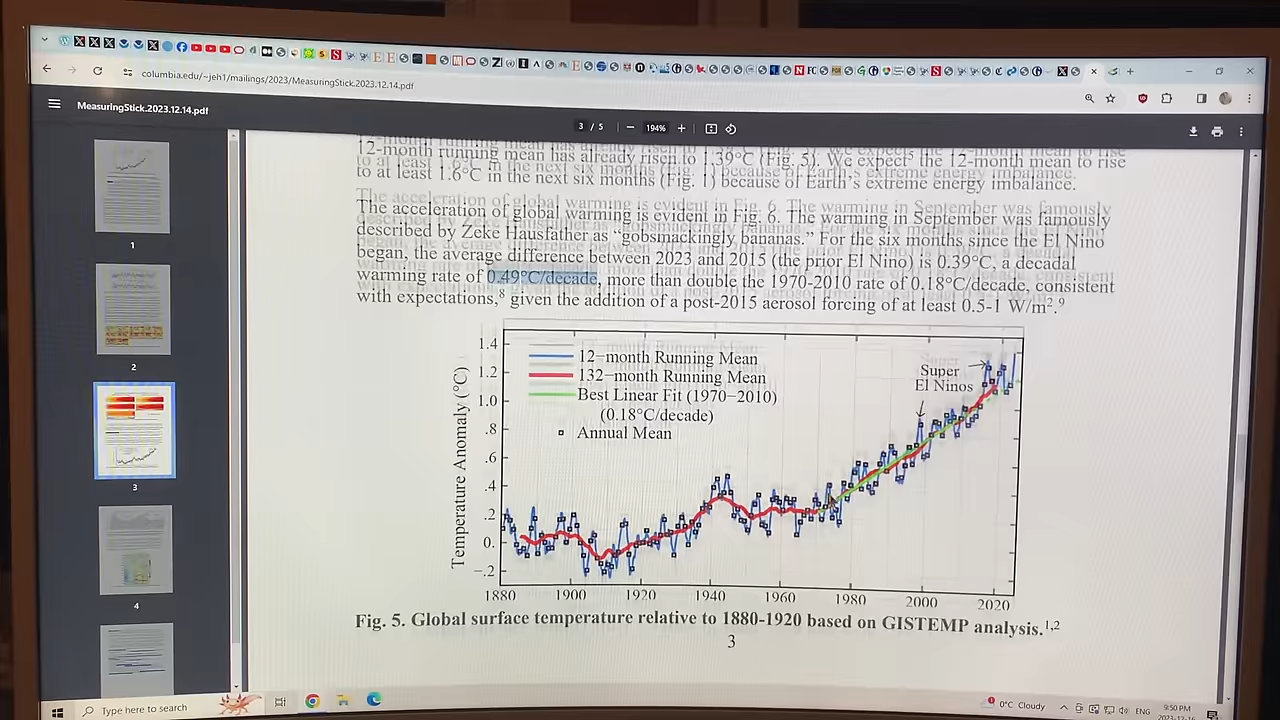 columbia.edu/~jeh1/mailings/2023/MeasuringStick.2023.12.14.pdf
MeasuringStick.2023.12.14.pdf
3 / 5
194%
1
2
3
4
12-month running mean has already risen to 1.39°C (Fig. 5). We expect the 12-month mean to rise
to at least 1.6°C in the next six months (Fig. 1) because of Earth's extreme energy imbalance.
The acceleration of global warming is evident in Fig. 6. The warming in September was famously
described by Zeke Hausfather as “gobsmackingly bananas.” For the six months since the El Nino
began, the average difference between 2023 and 2015 (the prior El Nino) is 0.39°C, a decadal
warming rate of 0.49°C/decade, more than double the 1970-2010 rate of 0.18°C/decade, consistent
with expectations,⁸ given the addition of a post-2015 aerosol forcing of at least 0.5-1 W/m².⁹
Temperature Anomaly (°C)
1.4
1.2
1.0
.8
.6
.4
.2
0.
-.2
12-month Running Mean
132-month Running Mean
Best Linear Fit (1970-2010)
(0.18°C/decade)
Annual Mean
Super
El Ninos
1880 1900 1920 1940 1960 1980 2000 2020
Fig. 5. Global surface temperature relative to 1880-1920 based on GISTEMP analysis.¹,²
3
Type here to search
0°C Cloudy
ENG
9:50 PM
2023-12-16